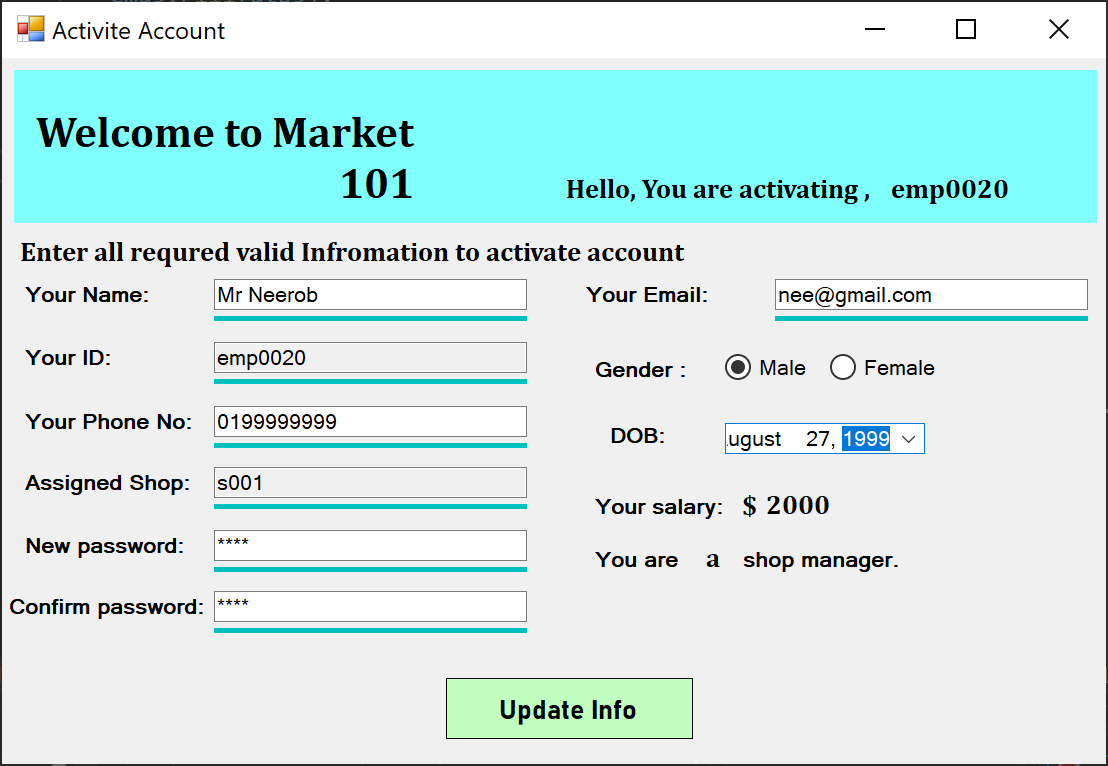 Activite Account
Welcome to Market
101
Hello, You are activating , emp0020
Enter all requred valid Infromation to activate account
Your Name: Mr Neerob
Your Email: nee@gmail.com
Your ID: emp0020
Gender : Male Female
Your Phone No: 0199999999
DOB: ugust 27, 1999
Assigned Shop: s001
Your salary: $ 2000
New password: ****
You are a shop manager.
Confirm password: ****
Update Info